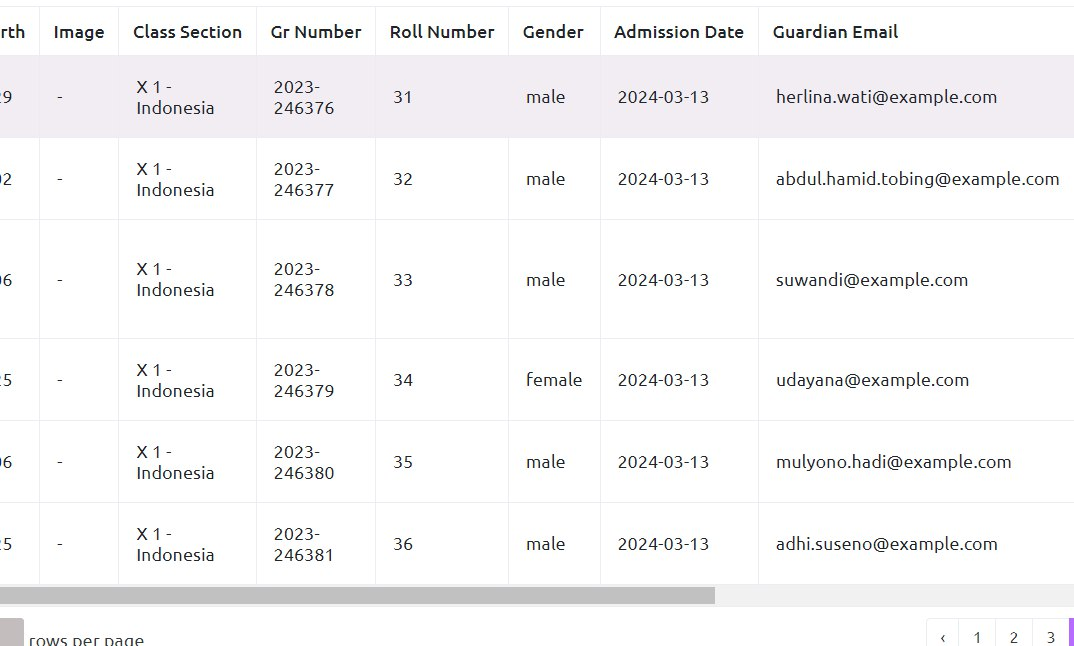 rth Image Class Section Gr Number Roll Number Gender Admission Date Guardian Email
29 - X 1 - Indonesia 2023-246376 31 male 2024-03-13 herlina.wati@example.com
02 - X 1 - Indonesia 2023-246377 32 male 2024-03-13 abdul.hamid.tobing@example.com
06 - X 1 - Indonesia 2023-246378 33 male 2024-03-13 suwandi@example.com
25 - X 1 - Indonesia 2023-246379 34 female 2024-03-13 udayana@example.com
06 - X 1 - Indonesia 2023-246380 35 male 2024-03-13 mulyono.hadi@example.com
25 - X 1 - Indonesia 2023-246381 36 male 2024-03-13 adhi.suseno@example.com
rows per page ‹ 1 2 3